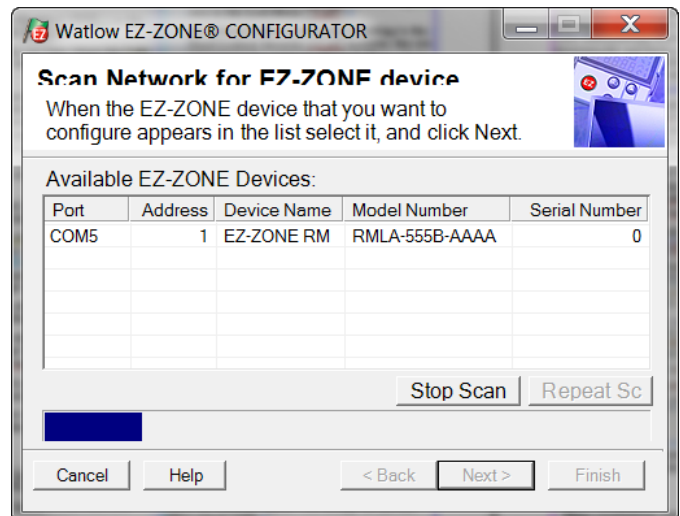 Watlow EZ-ZONE® CONFIGURATOR
Scan Network for EZ-ZONE device
When the EZ-ZONE device that you want to
configure appears in the list select it, and click Next.
Available EZ-ZONE Devices:
Port Address Device Name Model Number Serial Number
COM5 1 EZ-ZONE RM RMLA-555B-AAAA 0
Stop Scan Repeat Sc
Cancel Help < Back Next > Finish